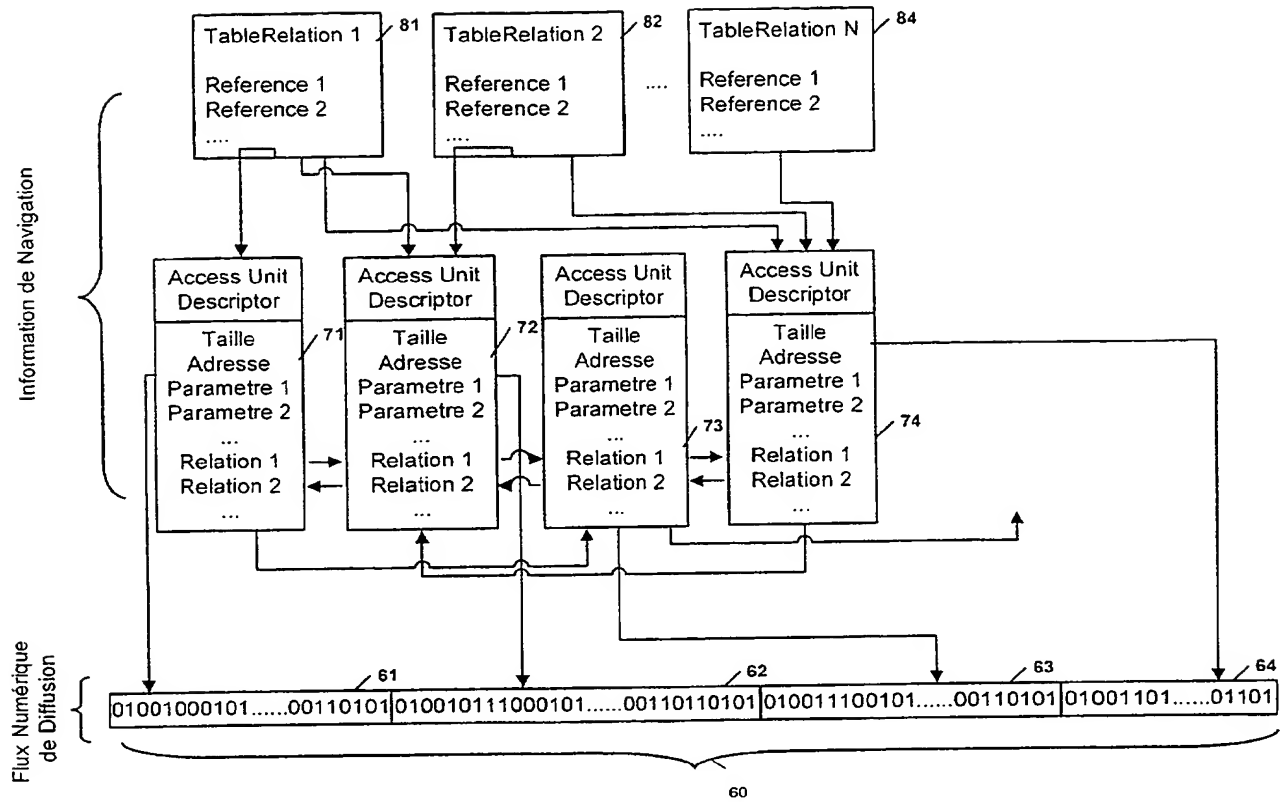 TableRelation 1
Reference 1
Reference 2
....
81
TableRelation 2
Reference 1
Reference 2
....
82
....
TableRelation N
Reference 1
Reference 2
....
84
Information de Navigation
Access Unit
Descriptor
Taille
Adresse
Parametre 1
Parametre 2
...
Relation 1
Relation 2
...
71
Access Unit
Descriptor
Taille
Adresse
Parametre 1
Parametre 2
...
Relation 1
Relation 2
...
72
Access Unit
Descriptor
Taille
Adresse
Parametre 1
Parametre 2
...
Relation 1
Relation 2
...
73
Access Unit
Descriptor
Taille
Adresse
Parametre 1
Parametre 2
...
Relation 1
Relation 2
...
74
Flux Numérique
de Diffusion
61
62
63
64
01001000101......00110101
010010111000101......00110110101
010011100101......00110101
01001101......01101
60